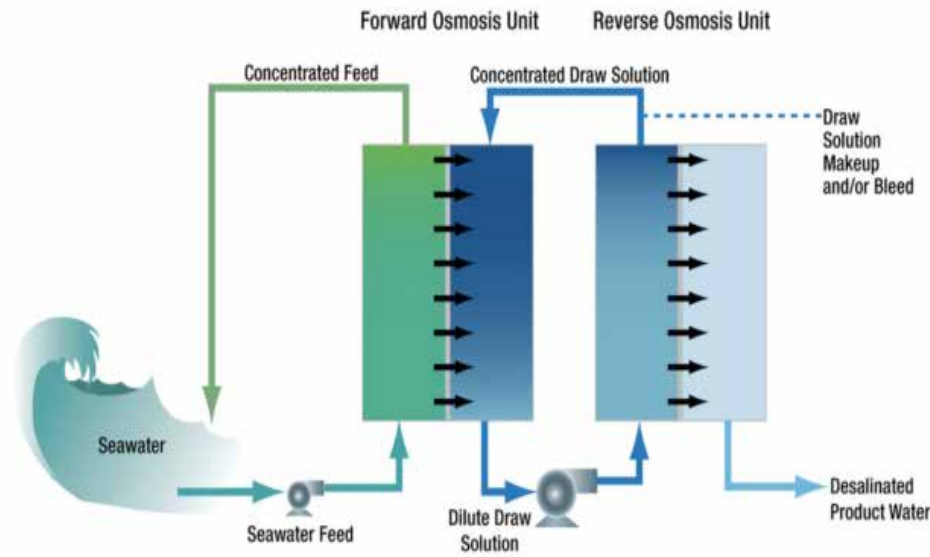 Forward Osmosis Unit
Reverse Osmosis Unit
Concentrated Feed
Concentrated Draw Solution
Draw
Solution
Makeup
and/or Bleed
Seawater
Seawater Feed
Dilute Draw
Solution
Desalinated
Product Water